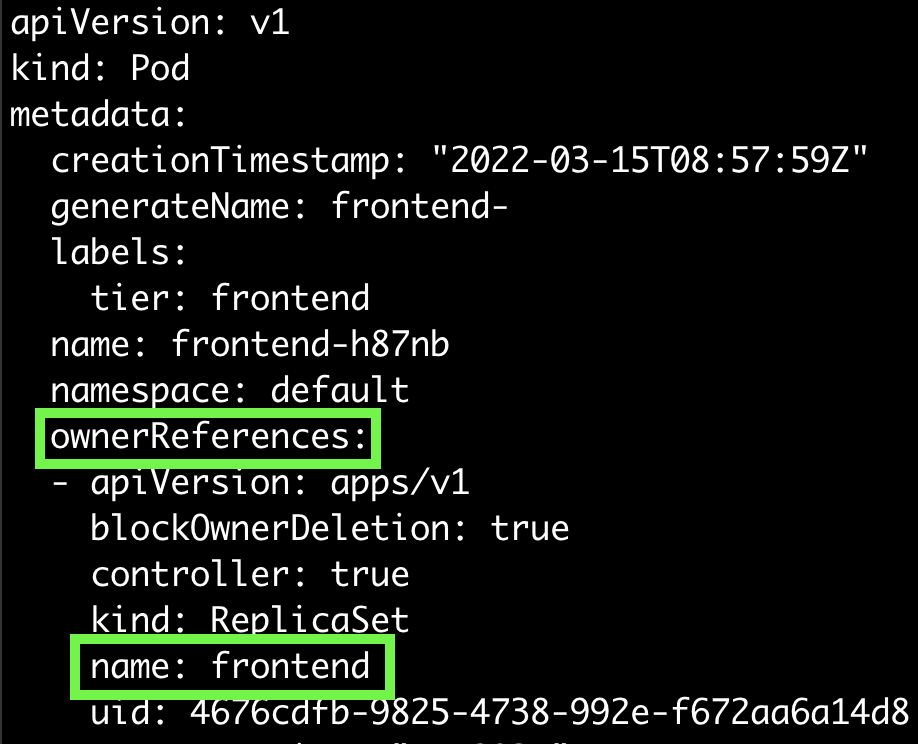 apiVersion: v1
kind: Pod
metadata:
  creationTimestamp: "2022-03-15T08:57:59Z"
  generateName: frontend-
  labels:
    tier: frontend
  name: frontend-h87nb
  namespace: default
  ownerReferences:
  - apiVersion: apps/v1
    blockOwnerDeletion: true
    controller: true
    kind: ReplicaSet
    name: frontend
    uid: 4676cdfb-9825-4738-992e-f672aa6a14d8